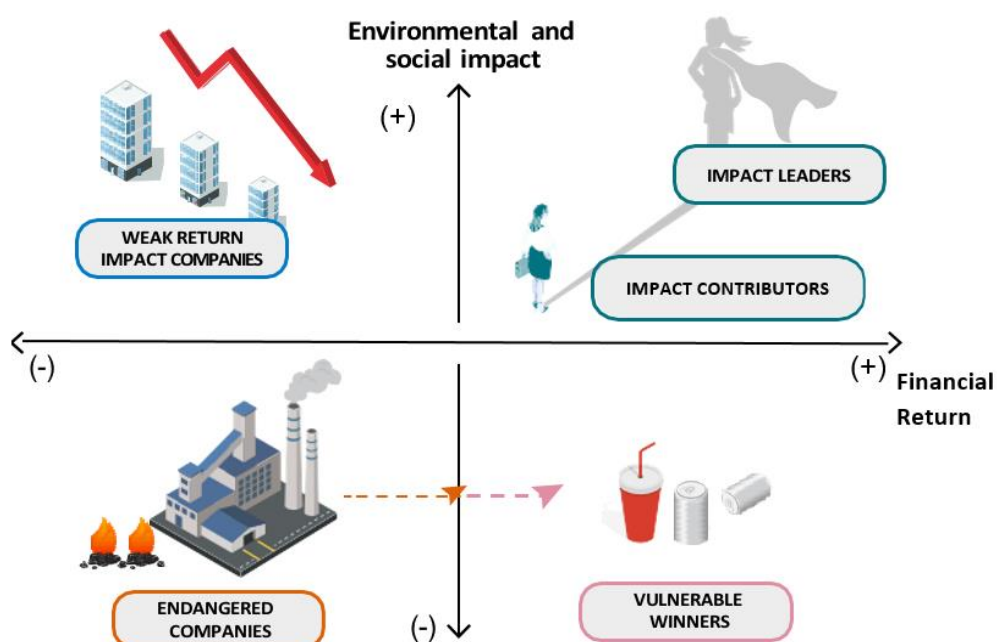 Environmental and
social impact
(+)
IMPACT LEADERS
WEAK RETURN
IMPACT COMPANIES
IMPACT CONTRIBUTORS
(-)
(+)
Financial
Return
ENDANGERED
COMPANIES
(-)
VULNERABLE
WINNERS